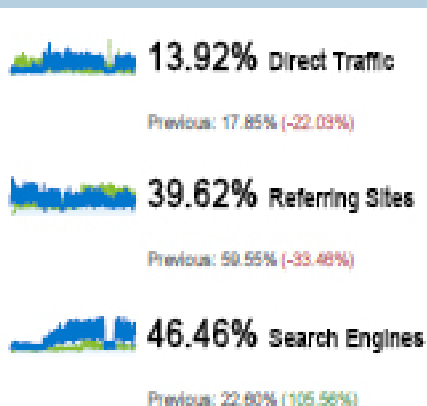 13.92% Direct Traffic
Previous: 17.85% (-22.03%)
39.62% Referring Sites
Previous: 59.55% (-33.46%)
46.46% Search Engines
Previous: 22.60% (105.56%)